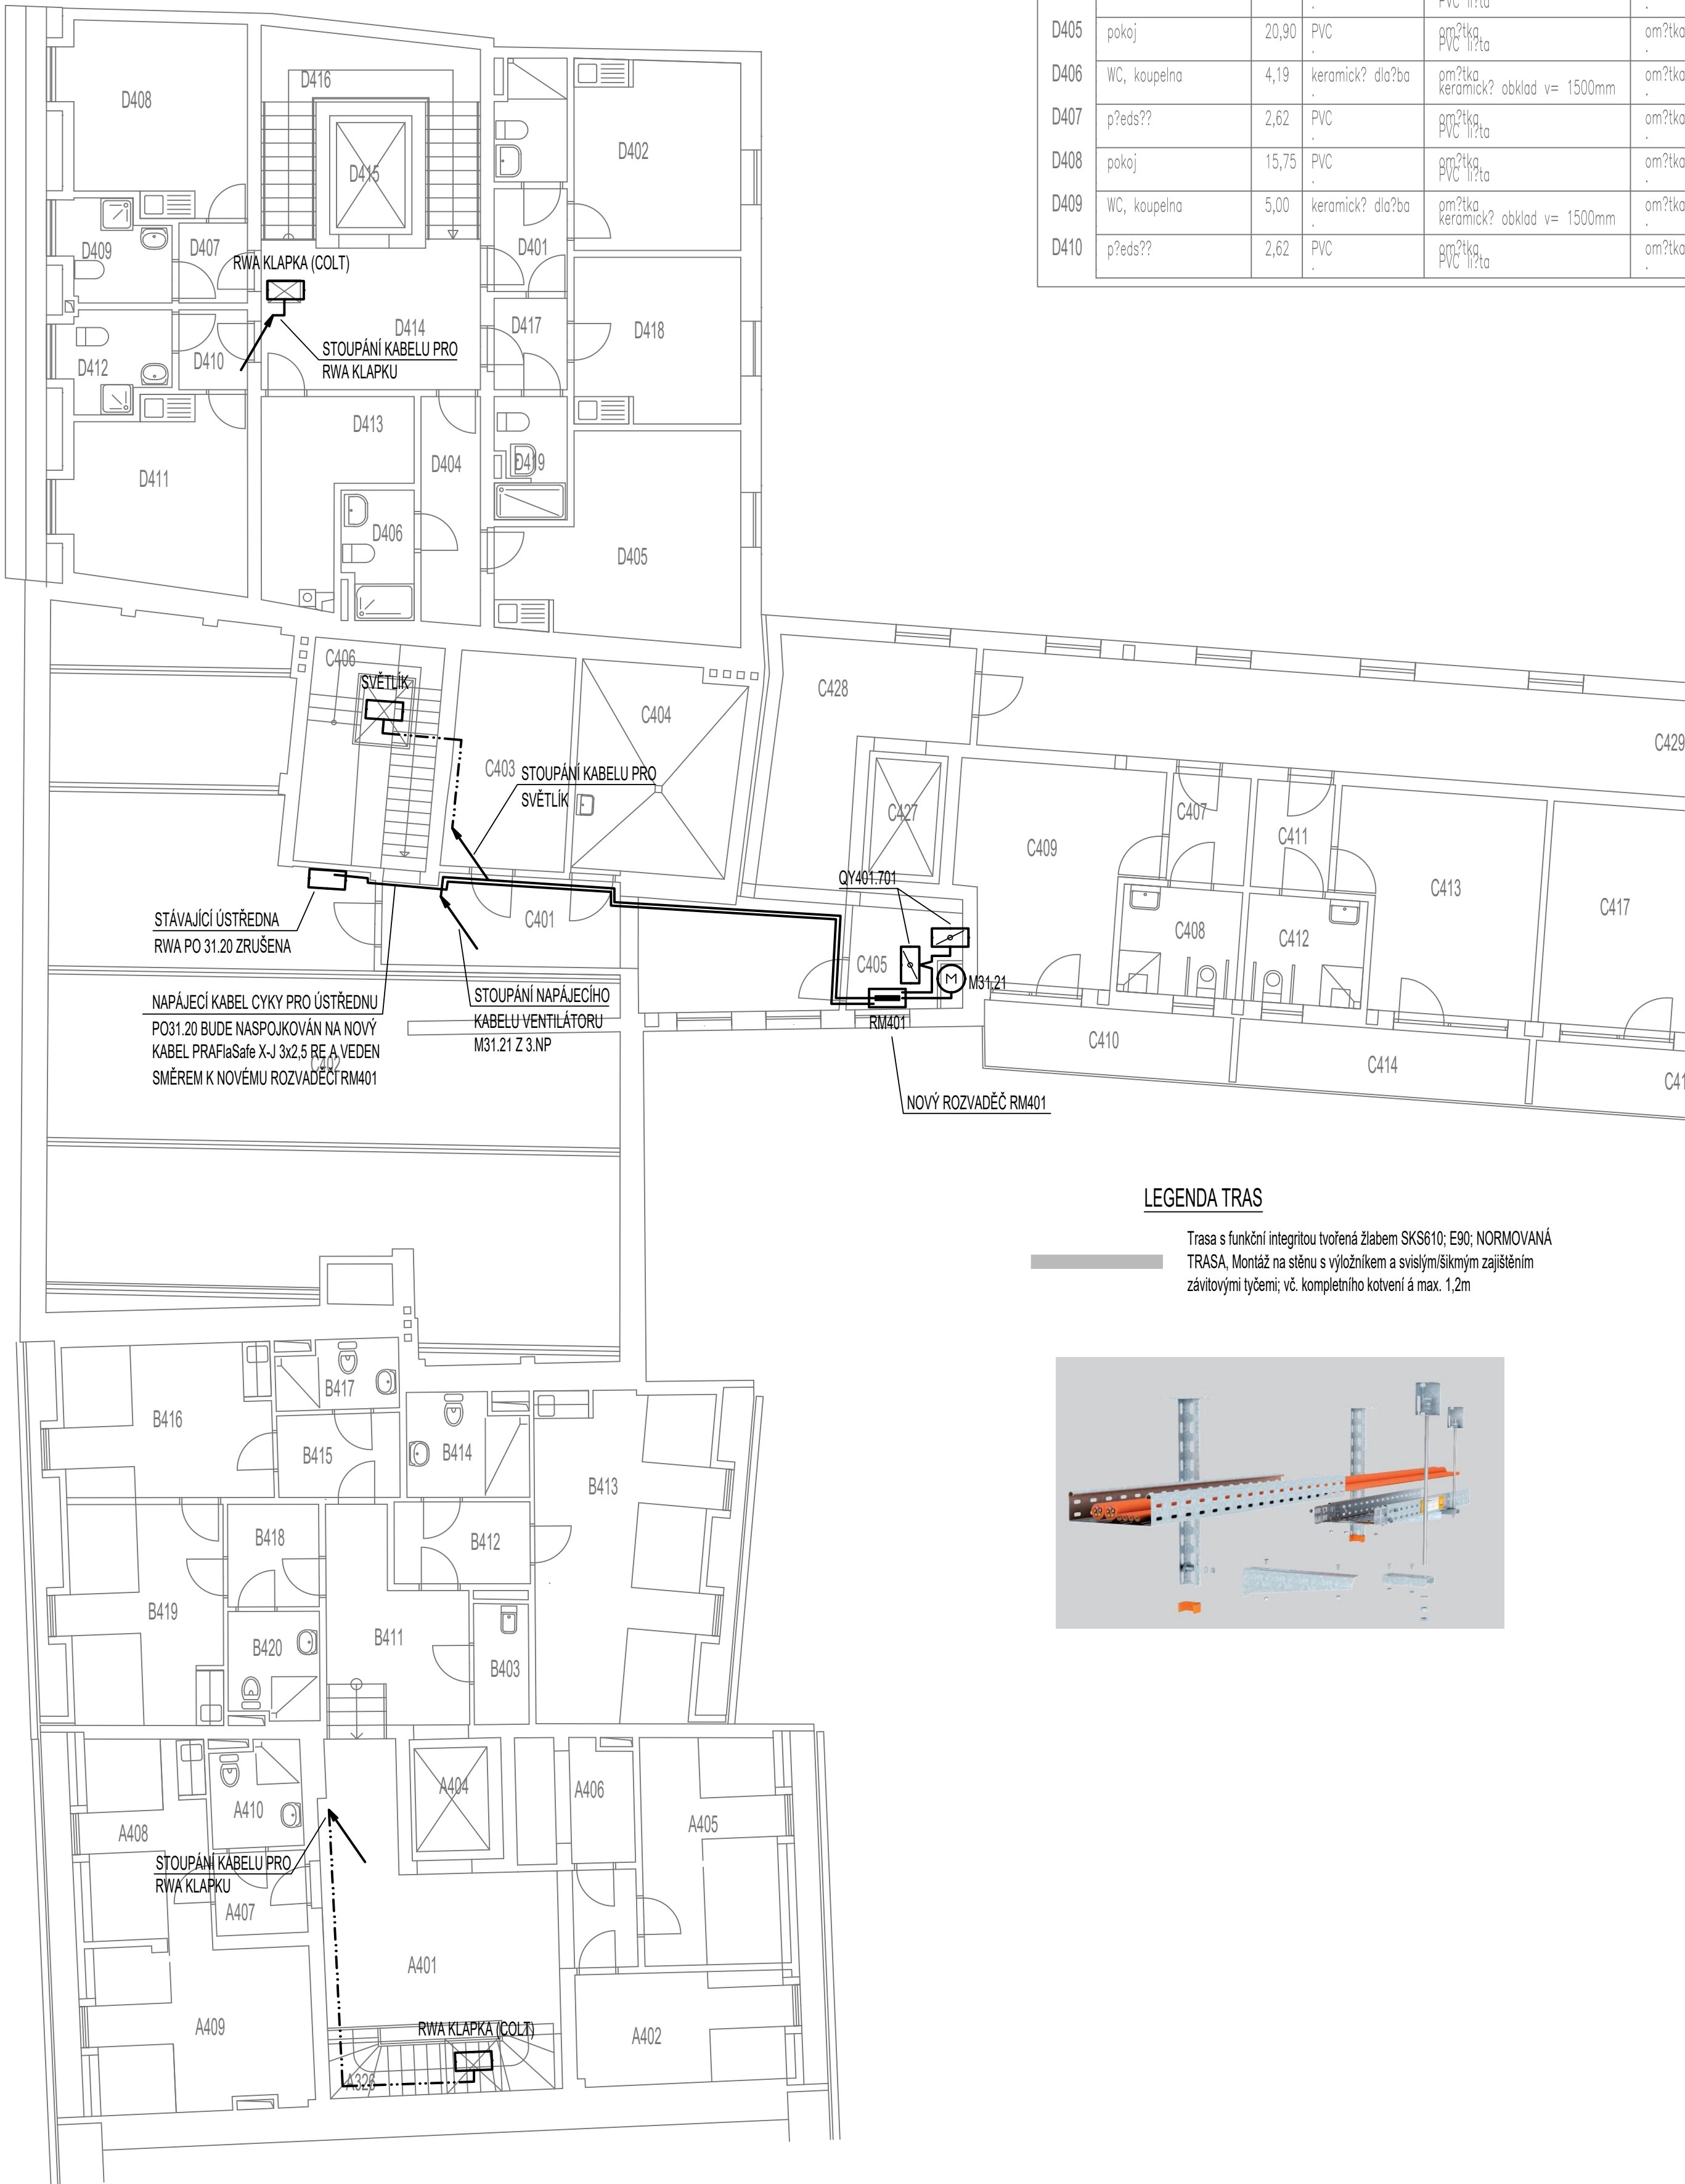 PVC li?ta
.
D405 pokoj 20,90 PVC om?tka om?tka
. PVC li?ta .
D406 WC, koupelna 4,19 keramick? dla?ba om?tka om?tka
. keramick? obklad v= 1500mm .
D407 p?eds?? 2,62 PVC om?tka om?tka
. PVC li?ta .
D408 pokoj 15,75 PVC om?tka om?tka
. PVC li?ta .
D409 WC, koupelna 5,00 keramick? dla?ba om?tka om?tka
. keramick? obklad v= 1500mm .
D410 p?eds?? 2,62 PVC om?tka om?tka
. PVC li?ta .
D416
D408
D402
D415
D409
D407
D401
RWA KLAPKA (COLT)
D414
D417
D418
STOUPÁNÍ KABELU PRO
RWA KLAPKU
D412
D410
D413
D404
D419
D411
D406
D405
C406
SVĚTLÍK
C428
C404
C429
C403
STOUPÁNÍ KABELU PRO
SVĚTLÍK
C427
C407
C411
C409
QY401.701
C413
C417
STÁVAJÍCÍ ÚSTŘEDNA
RWA PO 31.20 ZRUŠENA
C401
C408
C412
C405
M
M31.21
NAPÁJECÍ KABEL CYKY PRO ÚSTŘEDNU
PO31.20 BUDE NASPOJKOVÁN NA NOVÝ
KABEL PRAFlaSafe X-J 3x2,5 RE A VEDEN
SMĚREM K NOVÉMU ROZVADĚČI RM401
C402
STOUPÁNÍ NAPÁJECÍHO
KABELU VENTILÁTORU
M31.21 Z 3.NP
RM401
C410
C414
C41
NOVÝ ROZVADĚČ RM401
LEGENDA TRAS
Trasa s funkční integritou tvořená žlabem SKS610; E90; NORMOVANÁ
TRASA, Montáž na stěnu s výložníkem a svislým/šikmým zajištěním
závitovými tyčemi; vč. kompletního kotvení á max. 1,2m
B417
B416
B415
B414
B413
B418
B412
B419
B420
B411
B403
A404
A406
A410
A408
A405
STOUPÁNÍ KABELU PRO
RWA KLAPKU
A407
A401
A409
RWA KLAPKA (COLT)
A402
A326